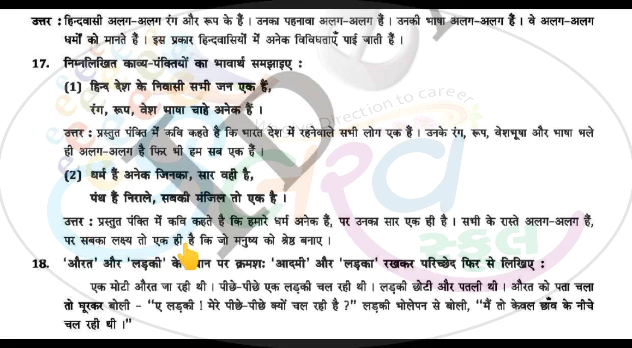 उत्तर : हिन्दवासी अलग-अलग रंग और रूप के हैं । उनका पहनावा अलग-अलग हैं । उनकी भाषा अलग-अलग हैं । वे अलग-अलग
धर्मों को मानते है । इस प्रकार हिन्दवासियों में अनेक विविधताएँ पाई जाती हैं ।
17. निम्नलिखित काव्य-पंक्तियों का भावार्थ समझाइए :
(1) हिन्द देश के निवासी सभी जन एक हैं,
रंग, रूप, वेश भाषा चाहे अनेक हैं ।
उत्तर : प्रस्तुत पंक्ति में कवि कहते है कि भारत देश में रहनेवाले सभी लोग एक हैं । उनके रंग, रूप, वेशभूषा और भाषा भले
ही अलग-अलग है फिर भी हम सब एक हैं ।
(2) धर्म हैं अनेक जिनका, सार वही है,
पंथ हैं निराले, सबकी मंजिल तो एक है ।
उत्तर : प्रस्तुत पंक्ति में कवि कहते है कि हमारे धर्म अनेक हैं, पर उनका सार एक ही है । सभी के रास्ते अलग-अलग हैं,
पर सबका लक्ष्य तो एक ही है कि जो मनुष्य को श्रेष्ठ बनाए ।
18. 'औरत' और 'लड़की' के पर क्रमशः 'आदमी' और 'लड़का' रखकर परिच्छेद फिर से लिखिए :
एक मोटी औरत जा रही थी । पीछे-पीछे एक लड़की चल रही थी । लड़की छोटी और पतली थी । औरत को पता चला
तो घूरकर बोली - "ए लड़की ! मेरे पीछे-पीछे क्यों चल रही है ?" लड़की भोलेपन से बोली, "मैं तो केवल छाँव के नीचे
चल रही थी ।"
Direction to career
સ્કૂલ